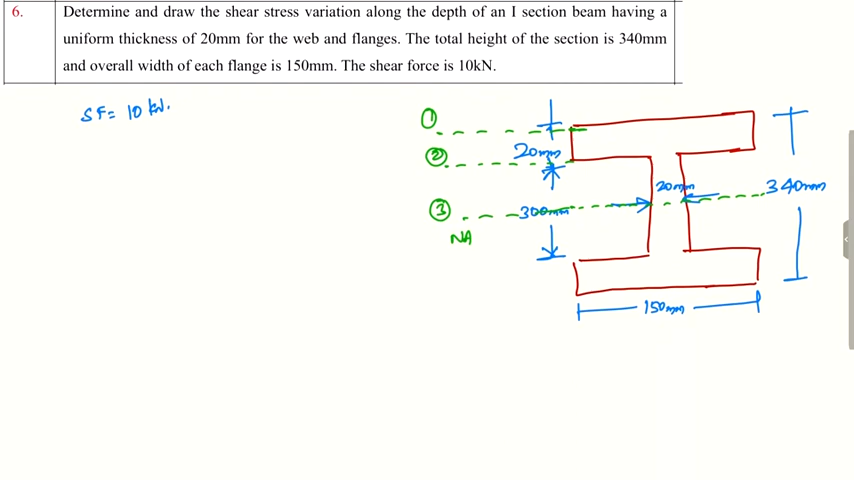 6.
Determine and draw the shear stress variation along the depth of an I section beam having a
uniform thickness of 20mm for the web and flanges. The total height of the section is 340mm
and overall width of each flange is 150mm. The shear force is 10kN.
SF= 10 kN.
①
②
20mm
20mm
340mm
③
300mm
NA
150mm